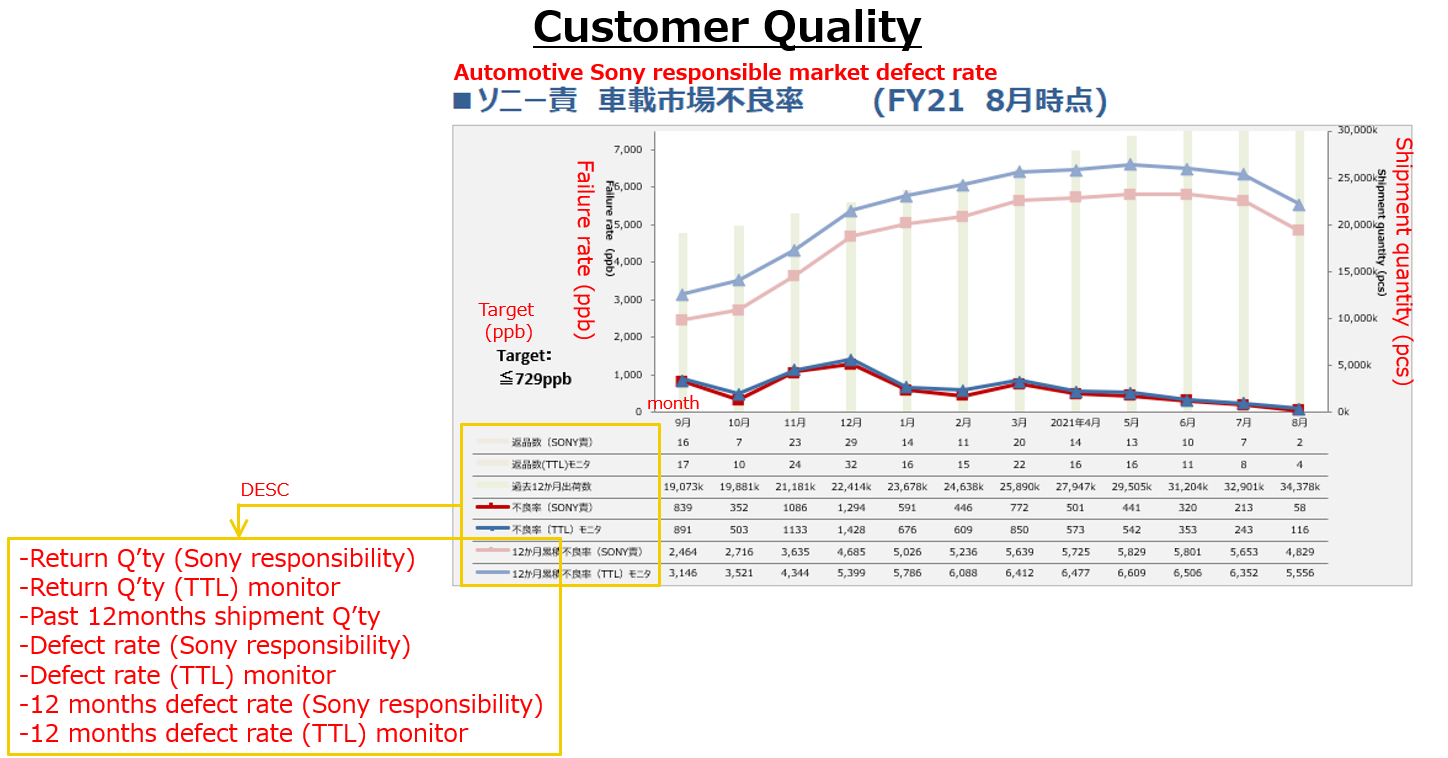 Customer Quality
Automotive Sony responsible market defect rate
■ソニー責 車載市場不良率 (FY21 8月時点)
Failure rate (ppb)
Failure rate (ppb)
Shipment quantity (pcs)
Shipment quantity (pcs)
7,000
6,000
5,000
4,000
3,000
2,000
1,000
0
30,000k
25,000k
20,000k
15,000k
10,000k
5,000k
0k
Target
(ppb)
Target:
≦729ppb
month
9月 10月 11月 12月 1月 2月 3月 2021年4月 5月 6月 7月 8月
返品数（SONY責） 16 7 23 29 14 11 20 14 13 10 7 2
返品数(TTL)モニタ 17 10 24 32 16 15 22 16 16 11 8 4
過去12か月出荷数 19,073k 19,881k 21,181k 22,414k 23,678k 24,638k 25,890k 27,947k 29,505k 31,204k 32,901k 34,378k
不良率（SONY責） 839 352 1086 1,294 591 446 772 501 441 320 213 58
不良率（TTL）モニタ 891 503 1133 1,428 676 609 850 573 542 353 243 116
12か月累積不良率（SONY責） 2,464 2,716 3,635 4,685 5,026 5,236 5,639 5,725 5,829 5,801 5,653 4,829
12か月累積不良率（TTL）モニタ 3,146 3,521 4,344 5,399 5,786 6,088 6,412 6,477 6,609 6,506 6,352 5,556
DESC
-Return Q’ty (Sony responsibility)
-Return Q’ty (TTL) monitor
-Past 12months shipment Q’ty
-Defect rate (Sony responsibility)
-Defect rate (TTL) monitor
-12 months defect rate (Sony responsibility)
-12 months defect rate (TTL) monitor